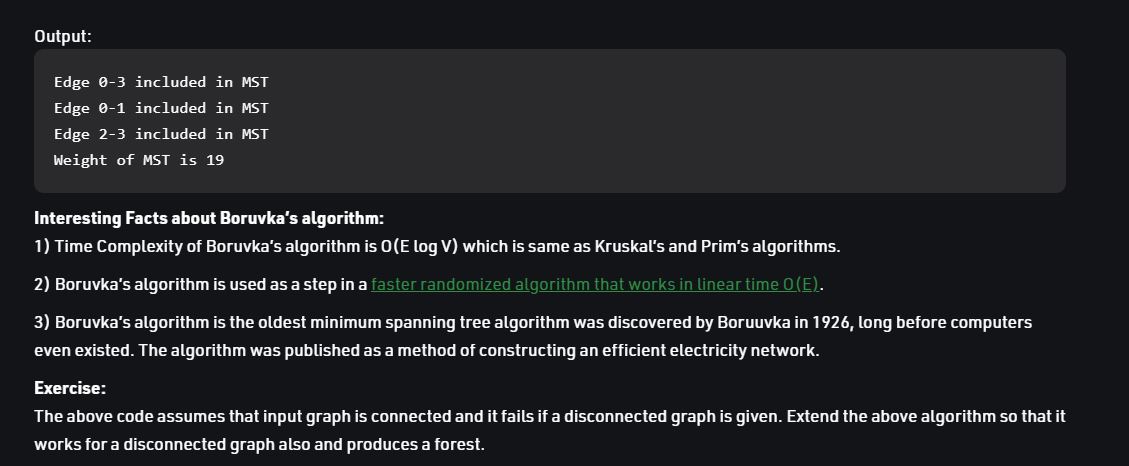 Output:
Edge 0-3 included in MST
Edge 0-1 included in MST
Edge 2-3 included in MST
Weight of MST is 19
Interesting Facts about Boruvka's algorithm:
1) Time Complexity of Boruvka's algorithm is O(E log V) which is same as Kruskal's and Prim's algorithms.
2) Boruvka's algorithm is used as a step in a faster randomized algorithm that works in linear time O(E).
3) Boruvka's algorithm is the oldest minimum spanning tree algorithm was discovered by Boruuvka in 1926, long before computers
even existed. The algorithm was published as a method of constructing an efficient electricity network.
Exercise:
The above code assumes that input graph is connected and it fails if a disconnected graph is given. Extend the above algorithm so that it
works for a disconnected graph also and produces a forest.